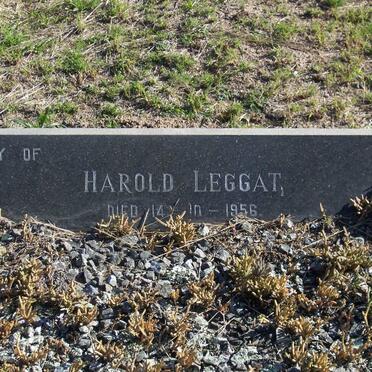 OF
HAROLD LEGGAT,
DIED 14 - 10 - 1956